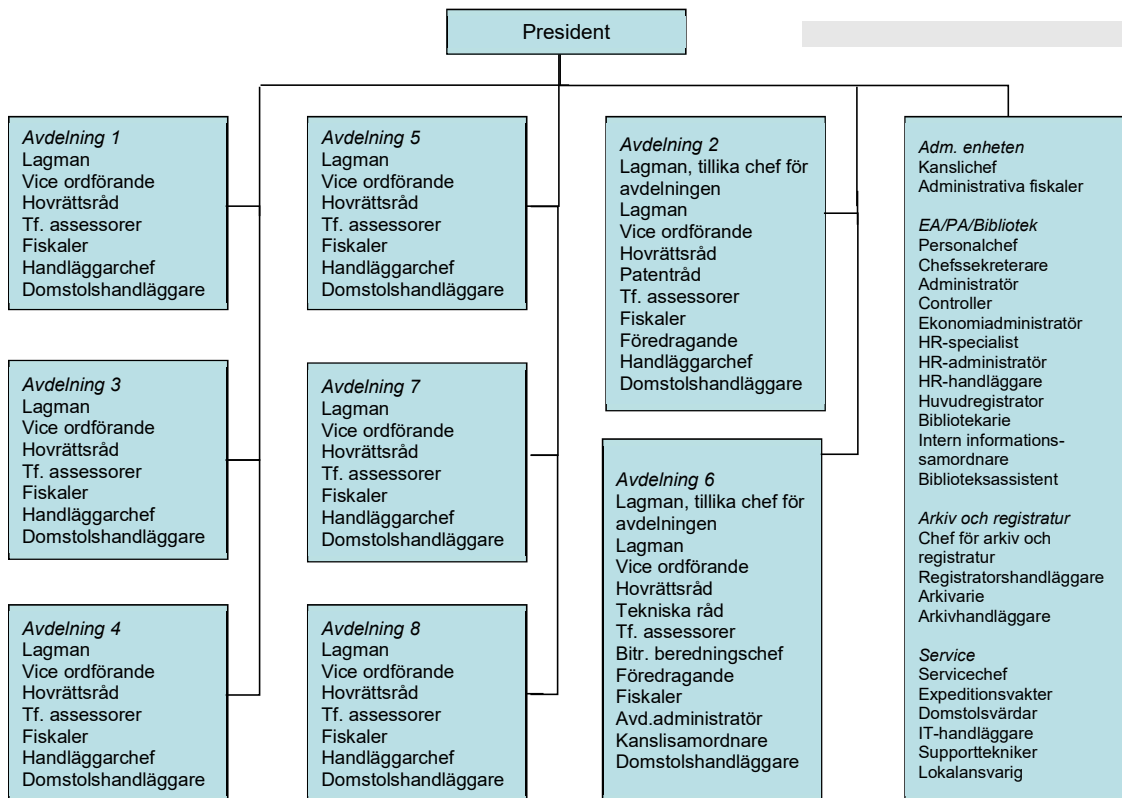 President
Avdelning 1
Lagman
Vice ordförande
Hovrättsråd
Tf. assessorer
Fiskaler
Handläggarchef
Domstolshandläggare
Avdelning 3
Lagman
Vice ordförande
Hovrättsråd
Tf. assessorer
Fiskaler
Handläggarchef
Domstolshandläggare
Avdelning 4
Lagman
Vice ordförande
Hovrättsråd
Tf. assessorer
Fiskaler
Handläggarchef
Domstolshandläggare
Avdelning 5
Lagman
Vice ordförande
Hovrättsråd
Tf. assessorer
Fiskaler
Handläggarchef
Domstolshandläggare
Avdelning 7
Lagman
Vice ordförande
Hovrättsråd
Tf. assessorer
Fiskaler
Handläggarchef
Domstolshandläggare
Avdelning 8
Lagman
Vice ordförande
Hovrättsråd
Tf. assessorer
Fiskaler
Handläggarchef
Domstolshandläggare
Avdelning 2
Lagman, tillika chef för
avdelningen
Lagman
Vice ordförande
Hovrättsråd
Patentråd
Tf. assessorer
Fiskaler
Föredragande
Handläggarchef
Domstolshandläggare
Avdelning 6
Lagman, tillika chef för
avdelningen
Lagman
Vice ordförande
Hovrättsråd
Tekniska råd
Tf. assessorer
Bitr. beredningschef
Föredragande
Fiskaler
Avd.administratör
Kanslisamordnare
Domstolshandläggare
Adm. enheten
Kanslichef
Administrativa fiskaler
EA/PA/Bibliotek
Personalchef
Chefssekreterare
Administratör
Controller
Ekonomiadministratör
HR-specialist
HR-administratör
HR-handläggare
Huvudregistrator
Bibliotekarie
Intern informations-
samordnare
Biblioteksassistent
Arkiv och registratur
Chef för arkiv och
registratur
Registratorshandläggare
Arkivarie
Arkivhandläggare
Service
Servicechef
Expeditionsvakter
Domstolsvärdar
IT-handläggare
Supporttekniker
Lokalansvarig